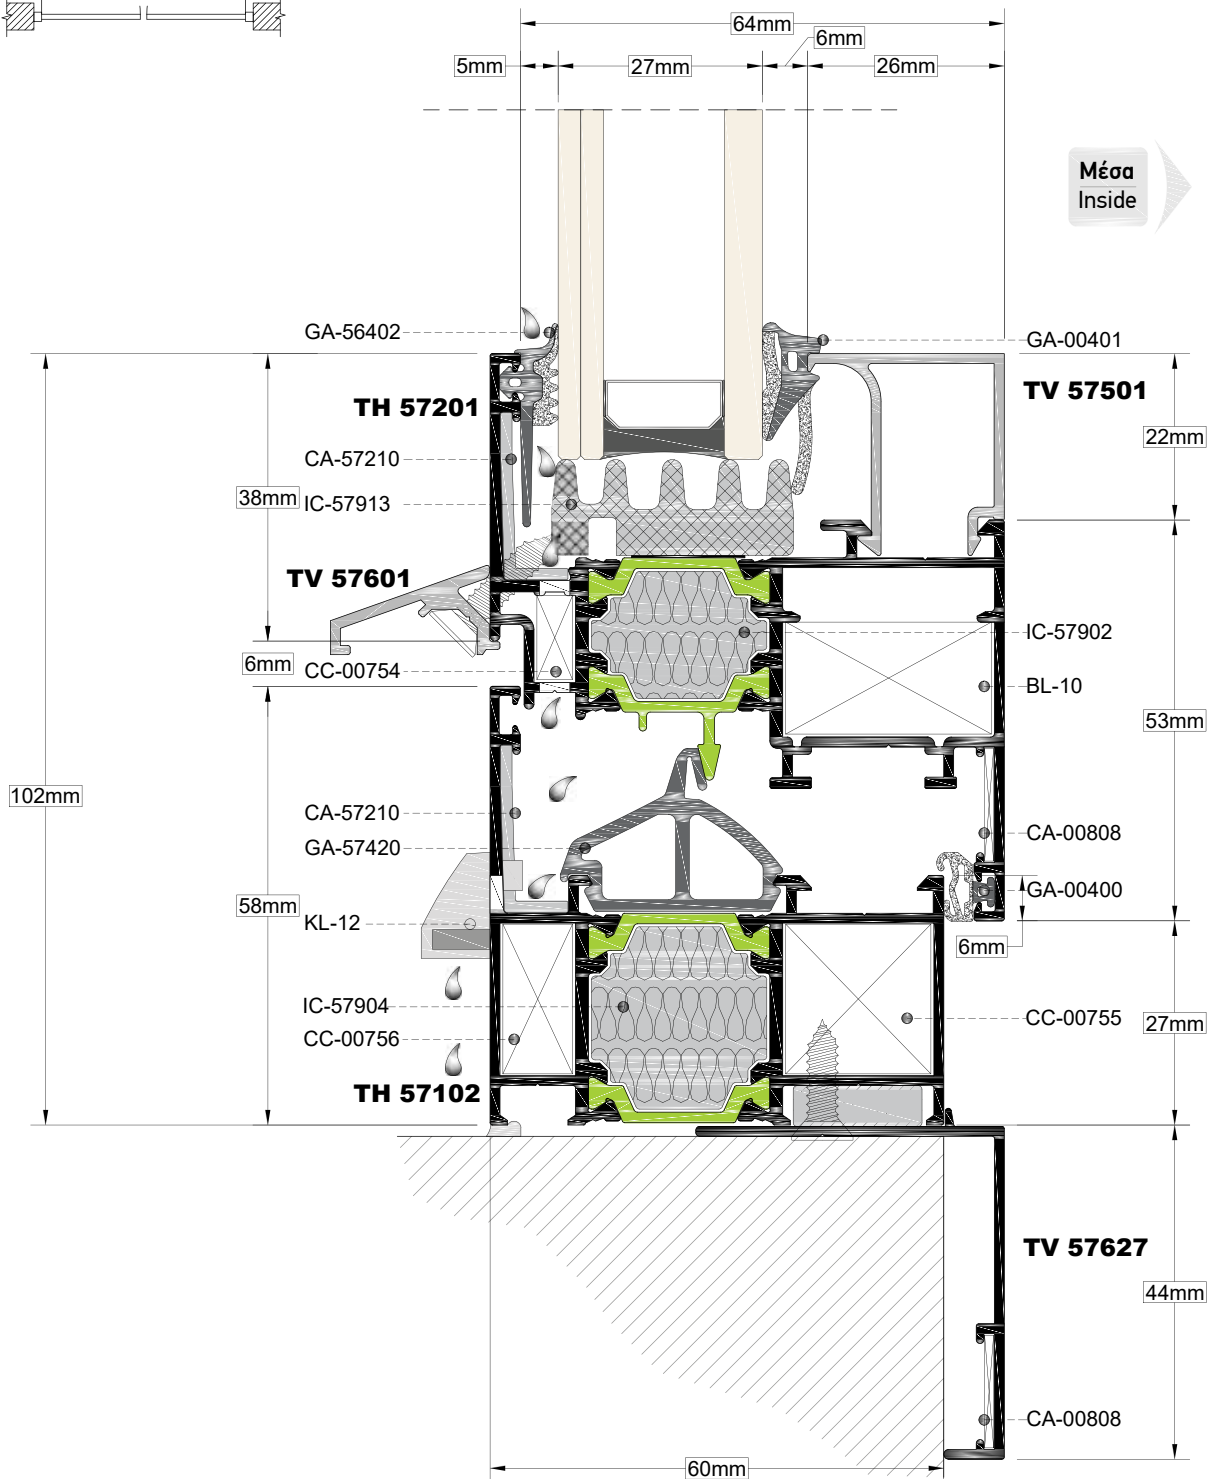 64mm
6mm
5mm
27mm
26mm
Μέσα
Inside
GA-56402
GA-00401
TV 57501
TH 57201
22mm
CA-57210
38mm
IC-57913
TV 57601
IC-57902
6mm
CC-00754
BL-10
53mm
102mm
CA-57210
CA-00808
GA-57420
GA-00400
58mm
KL-12
6mm
IC-57904
CC-00755
27mm
CC-00756
TH 57102
TV 57627
44mm
CA-00808
60mm